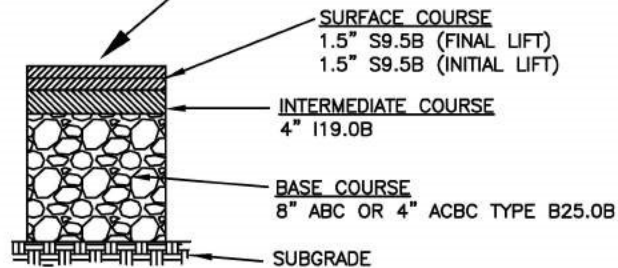 SURFACE COURSE
1.5" S9.5B (FINAL LIFT)
1.5" S9.5B (INITIAL LIFT)
INTERMEDIATE COURSE
4" I19.0B
BASE COURSE
8" ABC OR 4" ACBC TYPE B25.0B
SUBGRADE